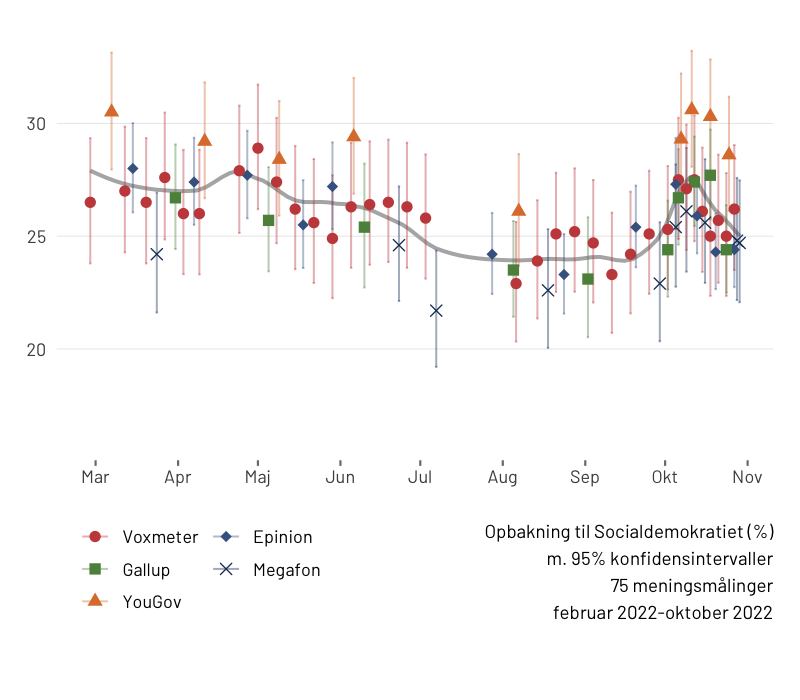 30
25
20
Mar Apr Maj Jun Jul Aug Sep Okt Nov
Voxmeter Epinion
Gallup Megafon
YouGov
Opbakning til Socialdemokratiet (%)
m. 95% konfidensintervaller
75 meningsmålinger
februar 2022-oktober 2022